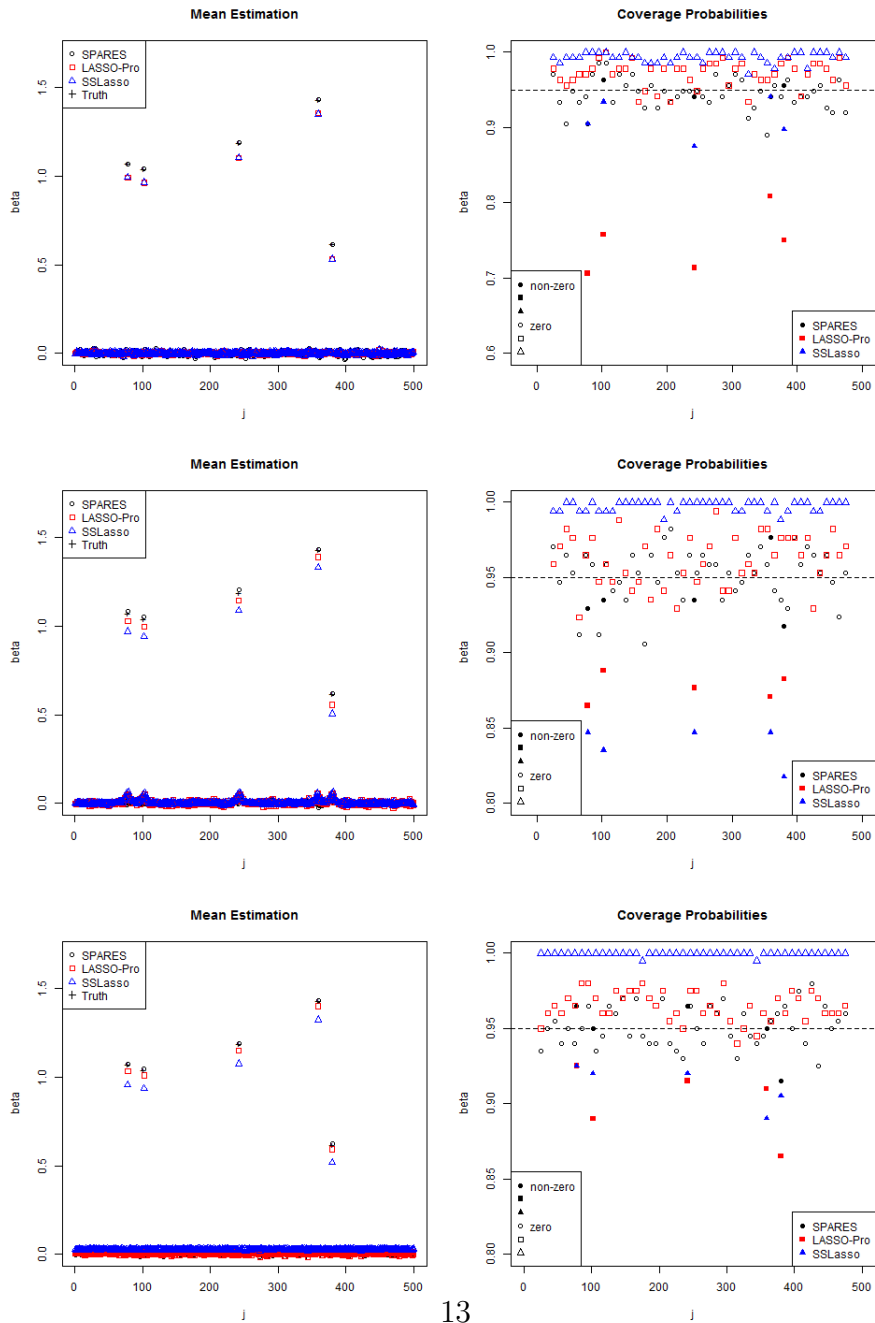 Mean Estimation
SPARES
LASSO-Pro
SSLasso
Truth
beta
0.0 0.5 1.0 1.5
0 100 200 300 400 500
j
Coverage Probabilities
non-zero
zero
SPARES
LASSO-Pro
SSLasso
beta
0.6 0.7 0.8 0.9 1.0
0 100 200 300 400 500
j
Mean Estimation
SPARES
LASSO-Pro
SSLasso
Truth
beta
0.0 0.5 1.0 1.5
0 100 200 300 400 500
j
Coverage Probabilities
non-zero
zero
SPARES
LASSO-Pro
SSLasso
beta
0.80 0.85 0.90 0.95 1.00
0 100 200 300 400 500
j
Mean Estimation
SPARES
LASSO-Pro
SSLasso
Truth
beta
0.0 0.5 1.0 1.5
0 100 200 300 400 500
j
Coverage Probabilities
non-zero
zero
SPARES
LASSO-Pro
SSLasso
beta
0.80 0.85 0.90 0.95 1.00
0 100 200 300 400 500
j
13